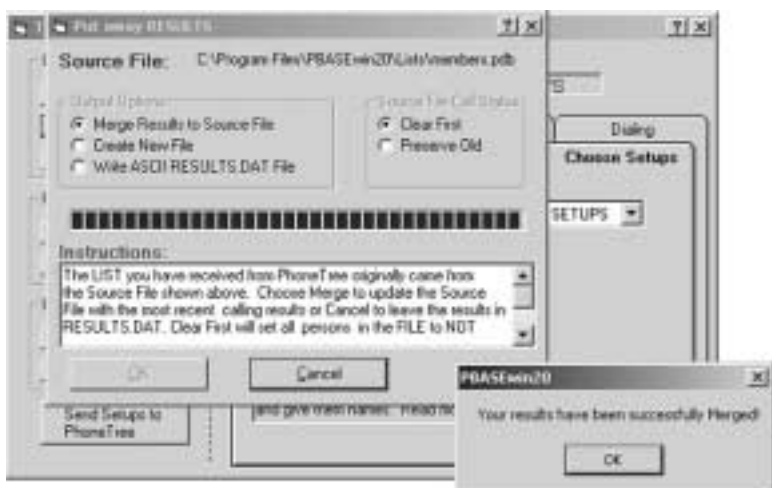 Put away RESULTS
Source File: C:\Program Files\PBASEwin20\Lists\members.pdb
Output Options
Merge Results to Source File
Create New File
Write ASCII RESULTS.DAT File
Source File Call Status
Clear First
Preserve Old
Dialing
Choose Setups
SETUPS
Instructions:
The LIST you have received from PhoneTree originally came from
the Source File shown above. Choose Merge to update the Source
File with the most recent calling results or Cancel to leave the results in
RESULTS.DAT. Clear First will set all persons in the FILE to NOT
OK
Cancel
Send Setups to
PhoneTree
and give them names. Read
PBASEwin20
Your results have been successfully Merged!
OK